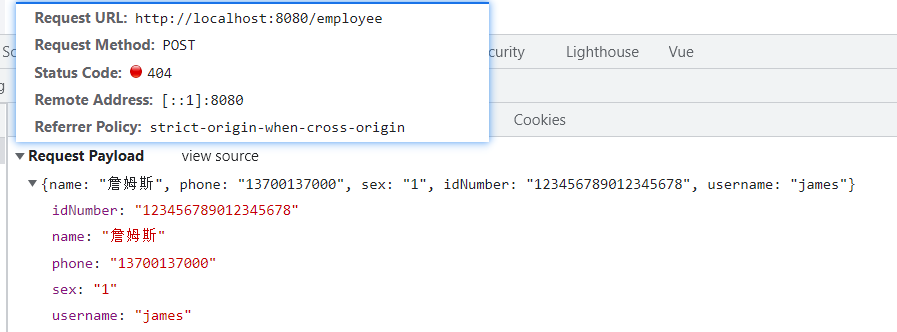 Request URL: http://localhost:8080/employee
Request Method: POST
Status Code: 404
Remote Address: [::1]:8080
Referrer Policy: strict-origin-when-cross-origin
curity Lighthouse Vue
Cookies
Request Payload view source
{name: "詹姆斯", phone: "13700137000", sex: "1", idNumber: "123456789012345678", username: "james"}
idNumber: "123456789012345678"
name: "詹姆斯"
phone: "13700137000"
sex: "1"
username: "james"